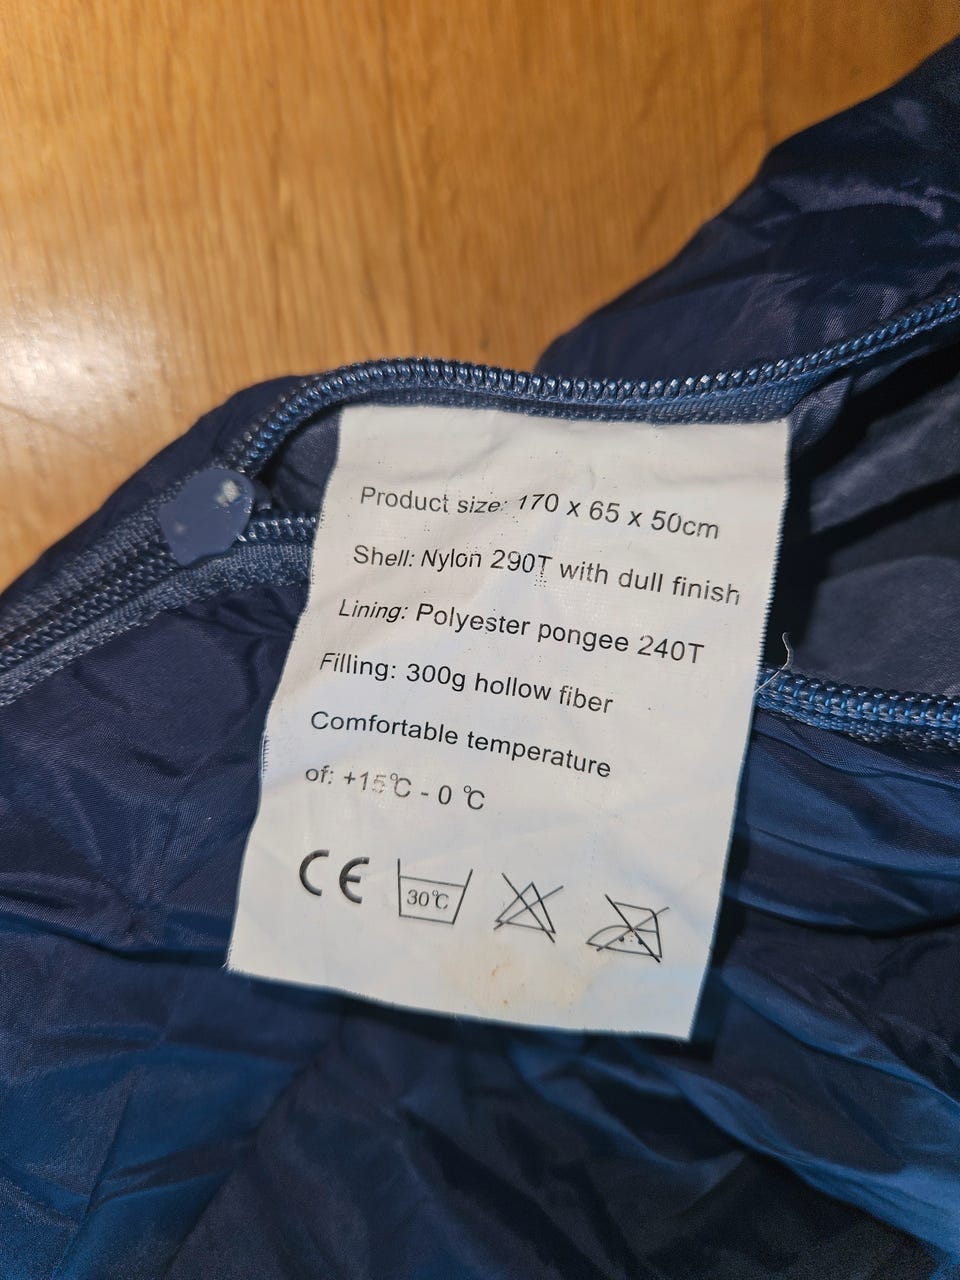 Product size: 170 x 65 x 50cm
Shell: Nylon 290T with dull finish
Lining: Polyester pongee 240T
Filling: 300g hollow fiber
Comfortable temperature
of: +15℃ - 0 ℃
CE
30℃